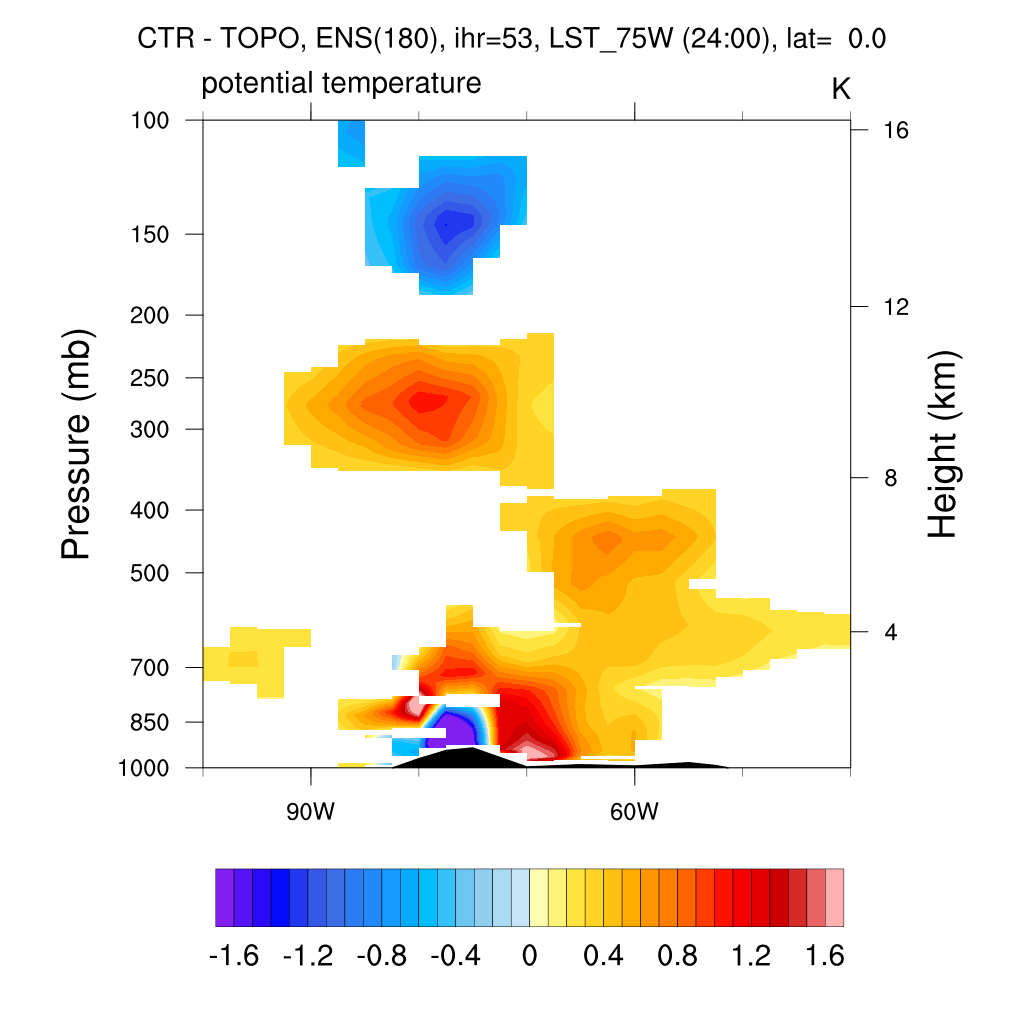 CTR - TOPO, ENS(180), ihr=53, LST_75W (24:00), lat=  0.0
potential temperature
K
100
150
200
250
300
400
500
700
850
1000
Pressure (mb)
16
12
8
4
Height (km)
90W
60W
-1.6 -1.2 -0.8 -0.4 0 0.4 0.8 1.2 1.6